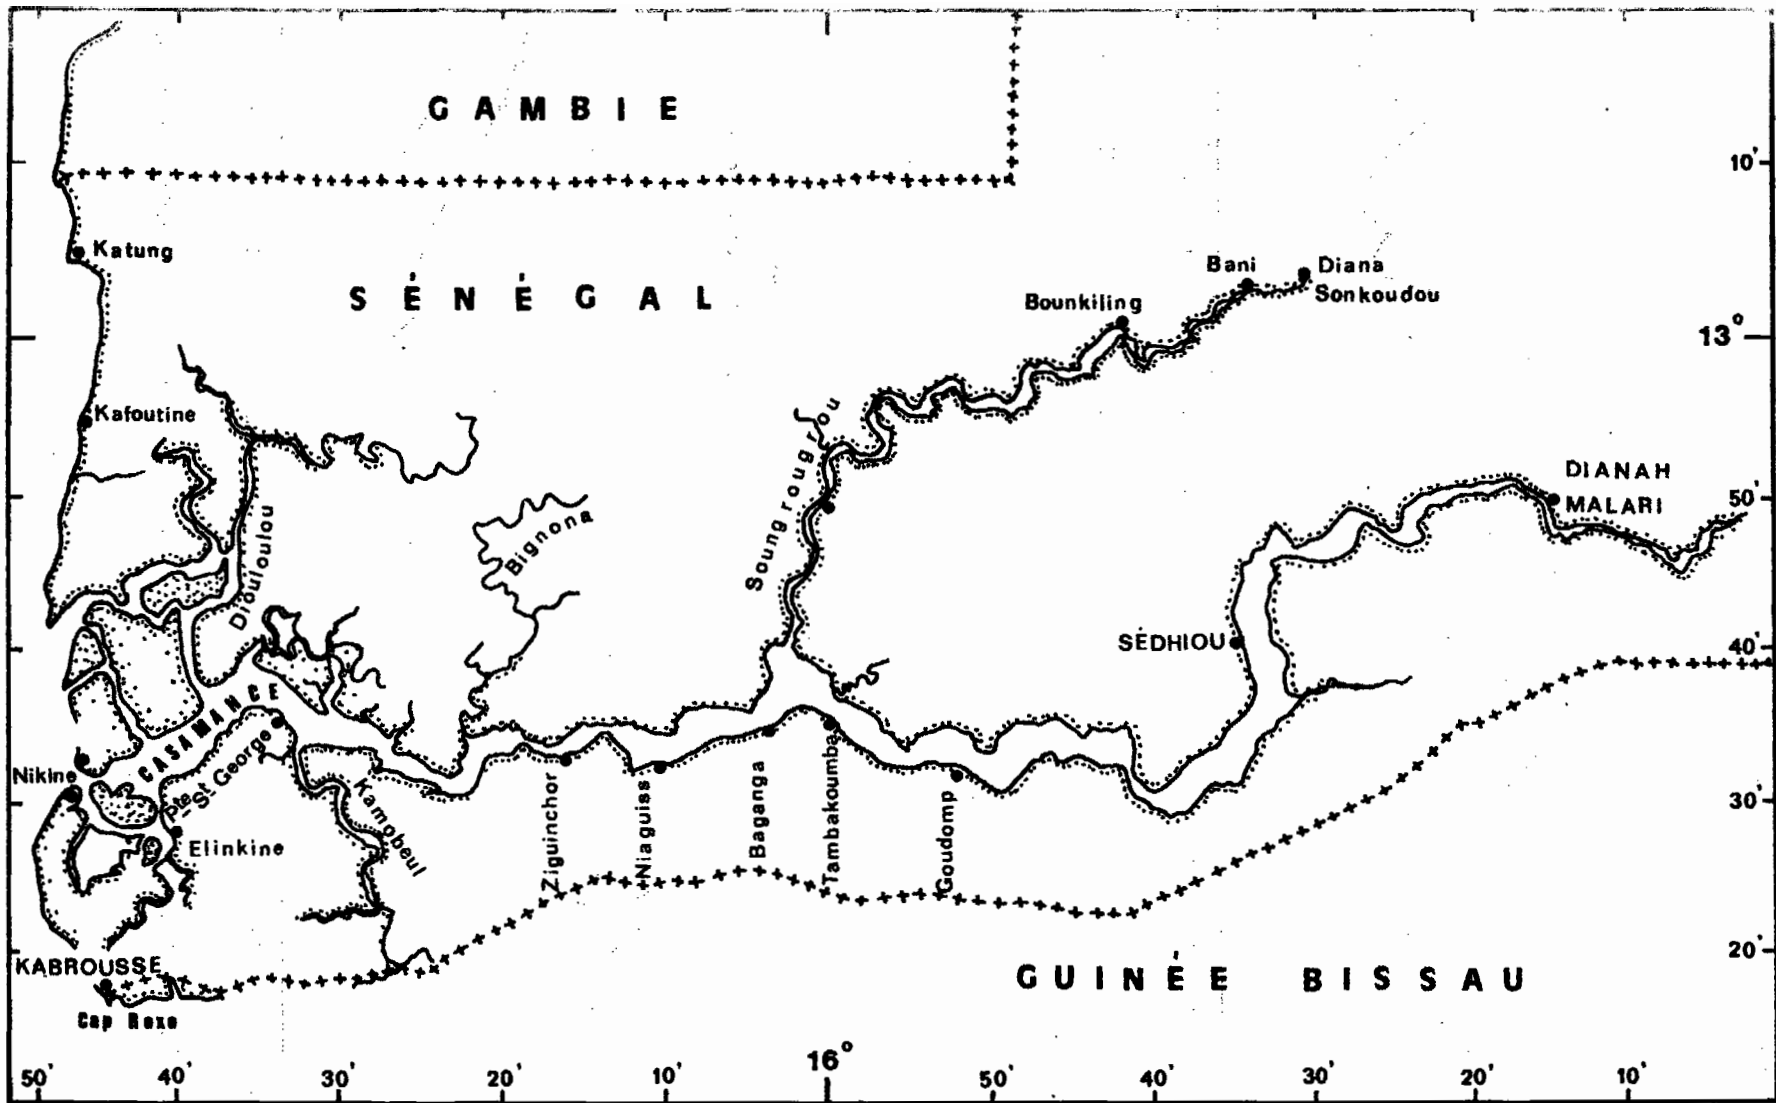 GAMBIE
10'
Katung
SÉNÉGAL
Bani
Diana
Sonkoudou
Bounkiling
13°
Kafoutine
Soungrougrou
DIANAH
MALARI
50'
Bignona
Diouloulou
SÉDHIOU
40'
CASAMANCE
Nikine
Pte St George
Kamobeul
30'
Elinkine
Ziguinchor
Niaguiss
Baganga
Tambakoumba
Goudomp
20'
KABROUSSE
GUINÉE BISSAU
Cap Roxo
50'
40'
30'
20'
10'
16°
50'
40'
30'
20'
10'